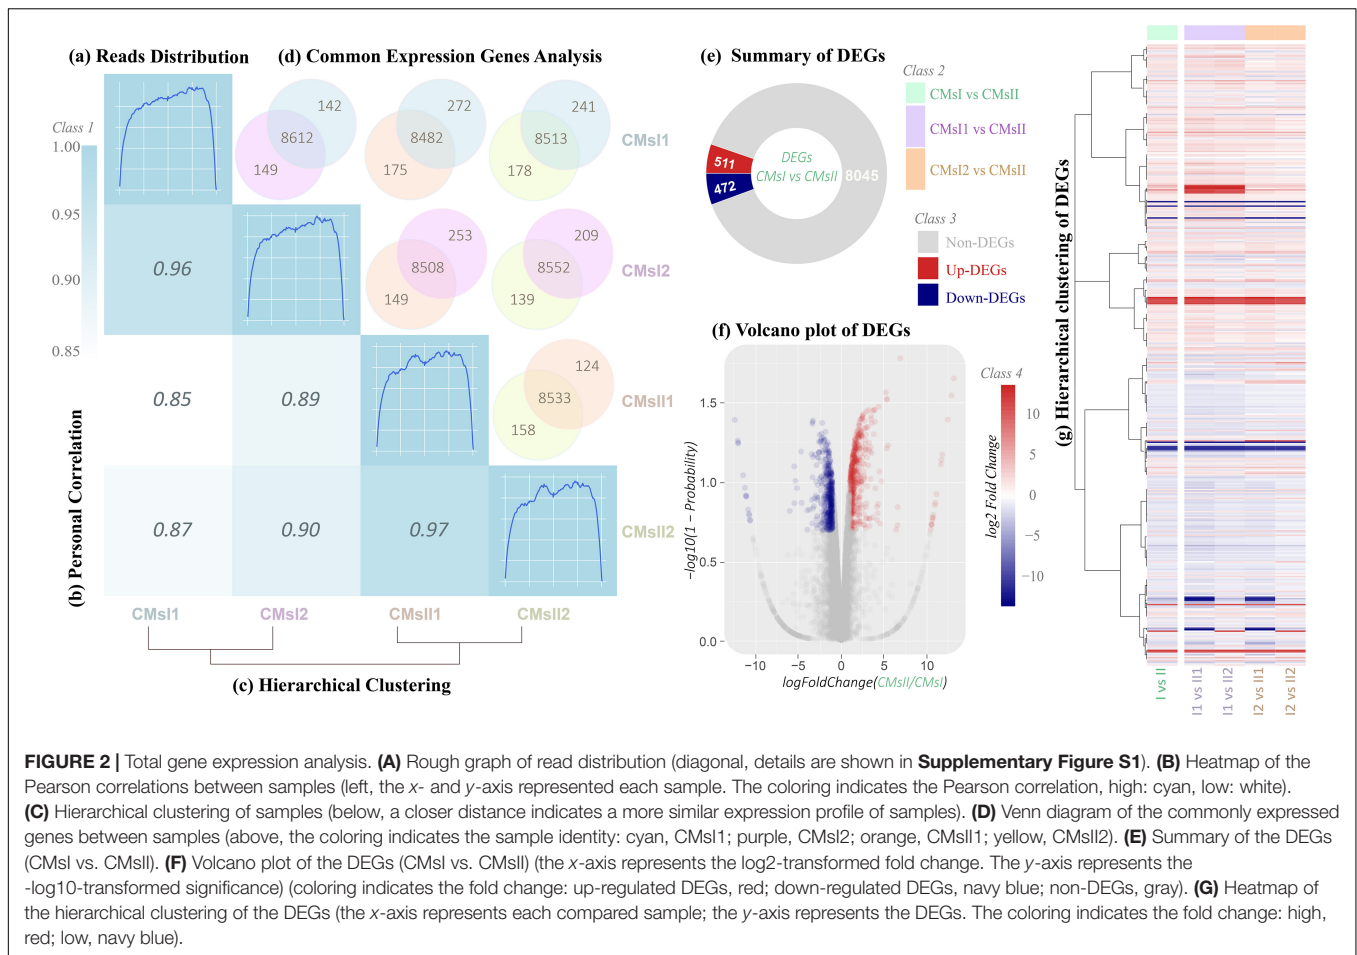 (a) Reads Distribution
(d) Common Expression Genes Analysis
Class 1
1.00
0.95
0.90
0.85
142
8612
149
272
8482
175
241
8513
178
CMsI1
0.96
253
8508
149
209
8552
139
CMsI2
0.85
0.89
124
8533
158
CMsII1
0.87
0.90
0.97
CMsII2
(b) Personal Correlation
CMsI1
CMsI2
CMsII1
CMsII2
(c) Hierarchical Clustering
(e) Summary of DEGs
511
472
DEGs
CMsI vs CMsII
8045
Class 2
CMsI vs CMsII
CMsI1 vs CMsII
CMsI2 vs CMsII
Class 3
Non-DEGs
Up-DEGs
Down-DEGs
(f) Volcano plot of DEGs
−log10(1 − Probability)
1.5
1.0
0.5
0.0
−10
−5
0
5
10
logFoldChange(CMsII/CMsI)
Class 4
log2 Fold Change
10
5
0
−5
−10
(g) Hierarchical clustering of DEGs
I vs II
I1 vs II1
I1 vs II2
I2 vs II1
I2 vs II2
FIGURE 2 | Total gene expression analysis. (A) Rough graph of read distribution (diagonal, details are shown in Supplementary Figure S1). (B) Heatmap of the
Pearson correlations between samples (left, the x- and y-axis represented each sample. The coloring indicates the Pearson correlation, high: cyan, low: white).
(C) Hierarchical clustering of samples (below, a closer distance indicates a more similar expression profile of samples). (D) Venn diagram of the commonly expressed
genes between samples (above, the coloring indicates the sample identity: cyan, CMsI1; purple, CMsI2; orange, CMsII1; yellow, CMsII2). (E) Summary of the DEGs
(CMsI vs. CMsII). (F) Volcano plot of the DEGs (CMsI vs. CMsII) (the x-axis represents the log2-transformed fold change. The y-axis represents the
-log10-transformed significance) (coloring indicates the fold change: up-regulated DEGs, red; down-regulated DEGs, navy blue; non-DEGs, gray). (G) Heatmap of
the hierarchical clustering of the DEGs (the x-axis represents each compared sample; the y-axis represents the DEGs. The coloring indicates the fold change: high,
red; low, navy blue).